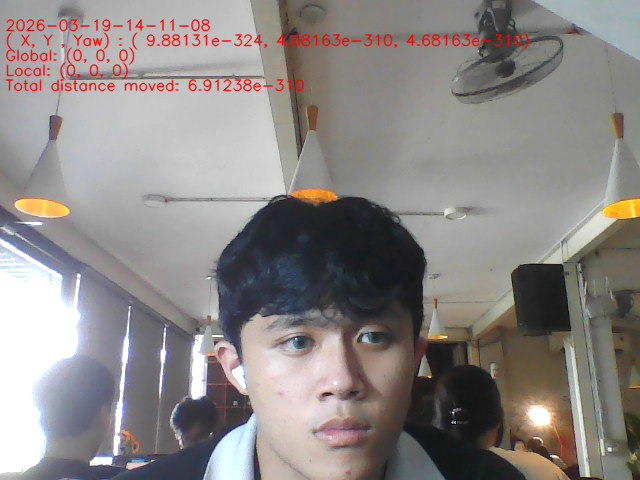 2026-03-19-14-11-08
( X, Y , Yaw) : ( 9.88131e-324, 4.68163e-310, 4.68163e-310)
Global: (0, 0, 0)
Local: (0, 0, 0)
Total distance moved: 6.91238e-310